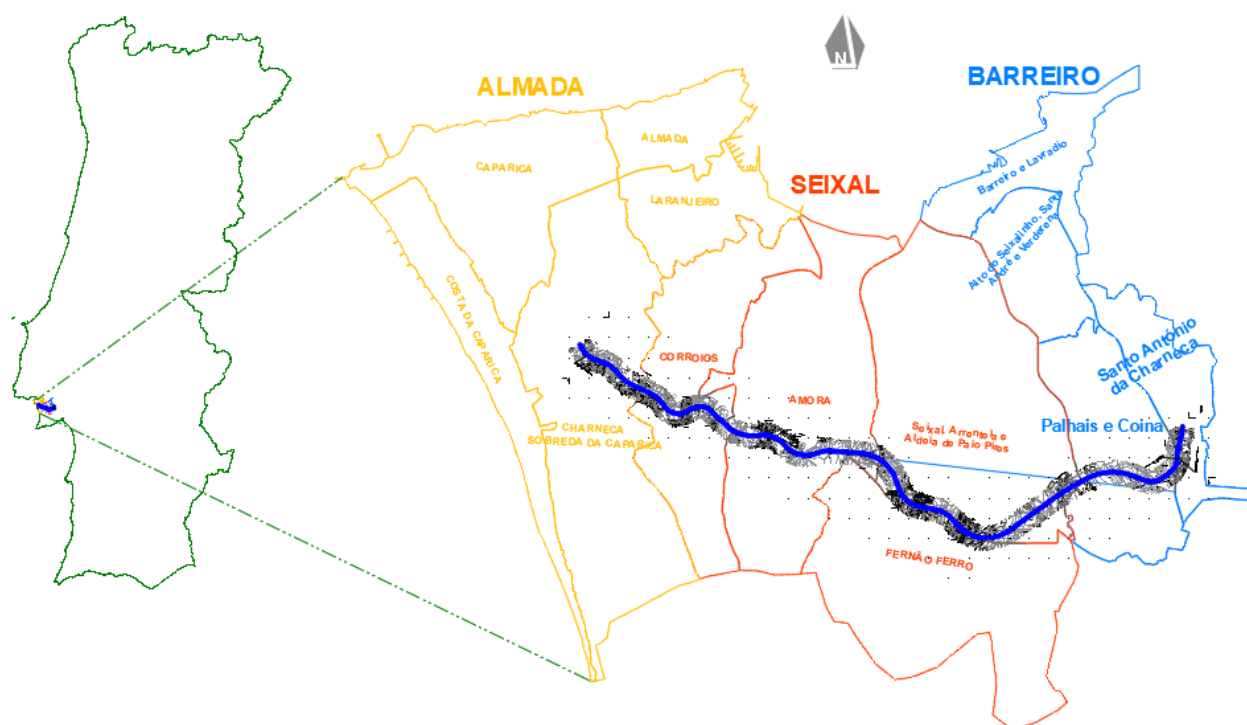 N
ALMADA
BARREIRO
SEIXAL
ALMADA
CAPARICA
LARANJEIRO
COSTA DA CAPARICA
Barreiro e Lavradio
Alto do Seixalinho, Santo
André e Verderena
CORROIOS
AMORA
CHARNECA
SOBREDA DA CAPARICA
Seixal, Arrentela e
Aldeia de Paio Pires
Santo António
da Charneca
Palhais e Coina
FERNÃO FERRO